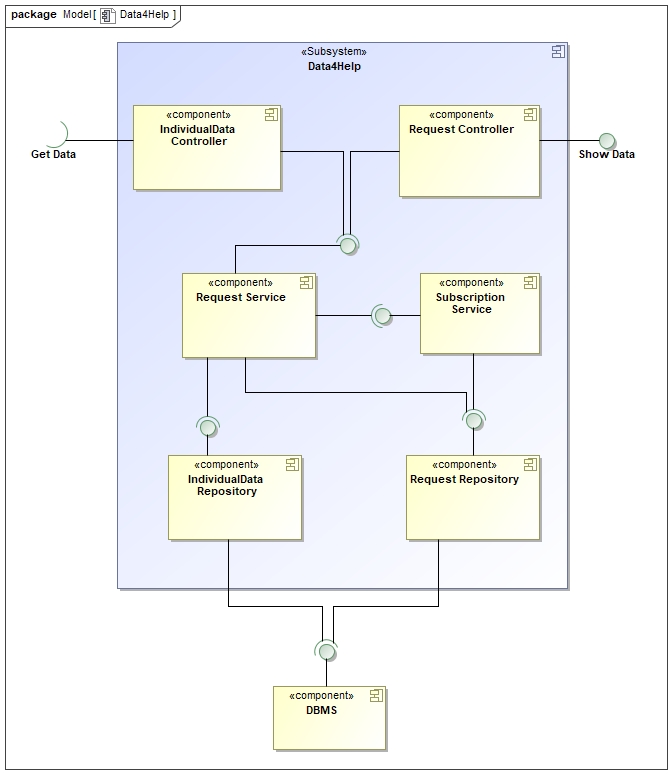 package Model [ Data4Help ]
«Subsystem»
Data4Help
«component»
IndividualData
Controller
«component»
Request Controller
Get Data
Show Data
«component»
Request Service
«component»
Subscription
Service
«component»
IndividualData
Repository
«component»
Request Repository
«component»
DBMS